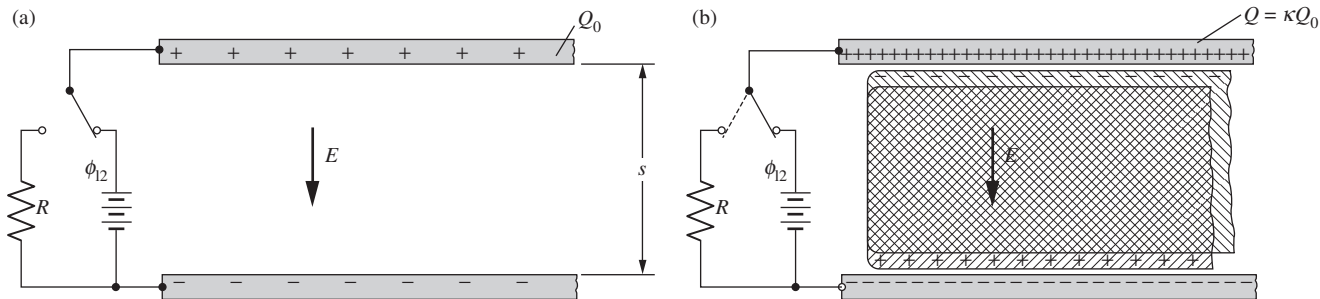 (a)
Q₀
+ + + + + + +
E
s
R
ϕ₁₂
− − − − − − −
(b)
Q = κQ₀
E
R
ϕ₁₂